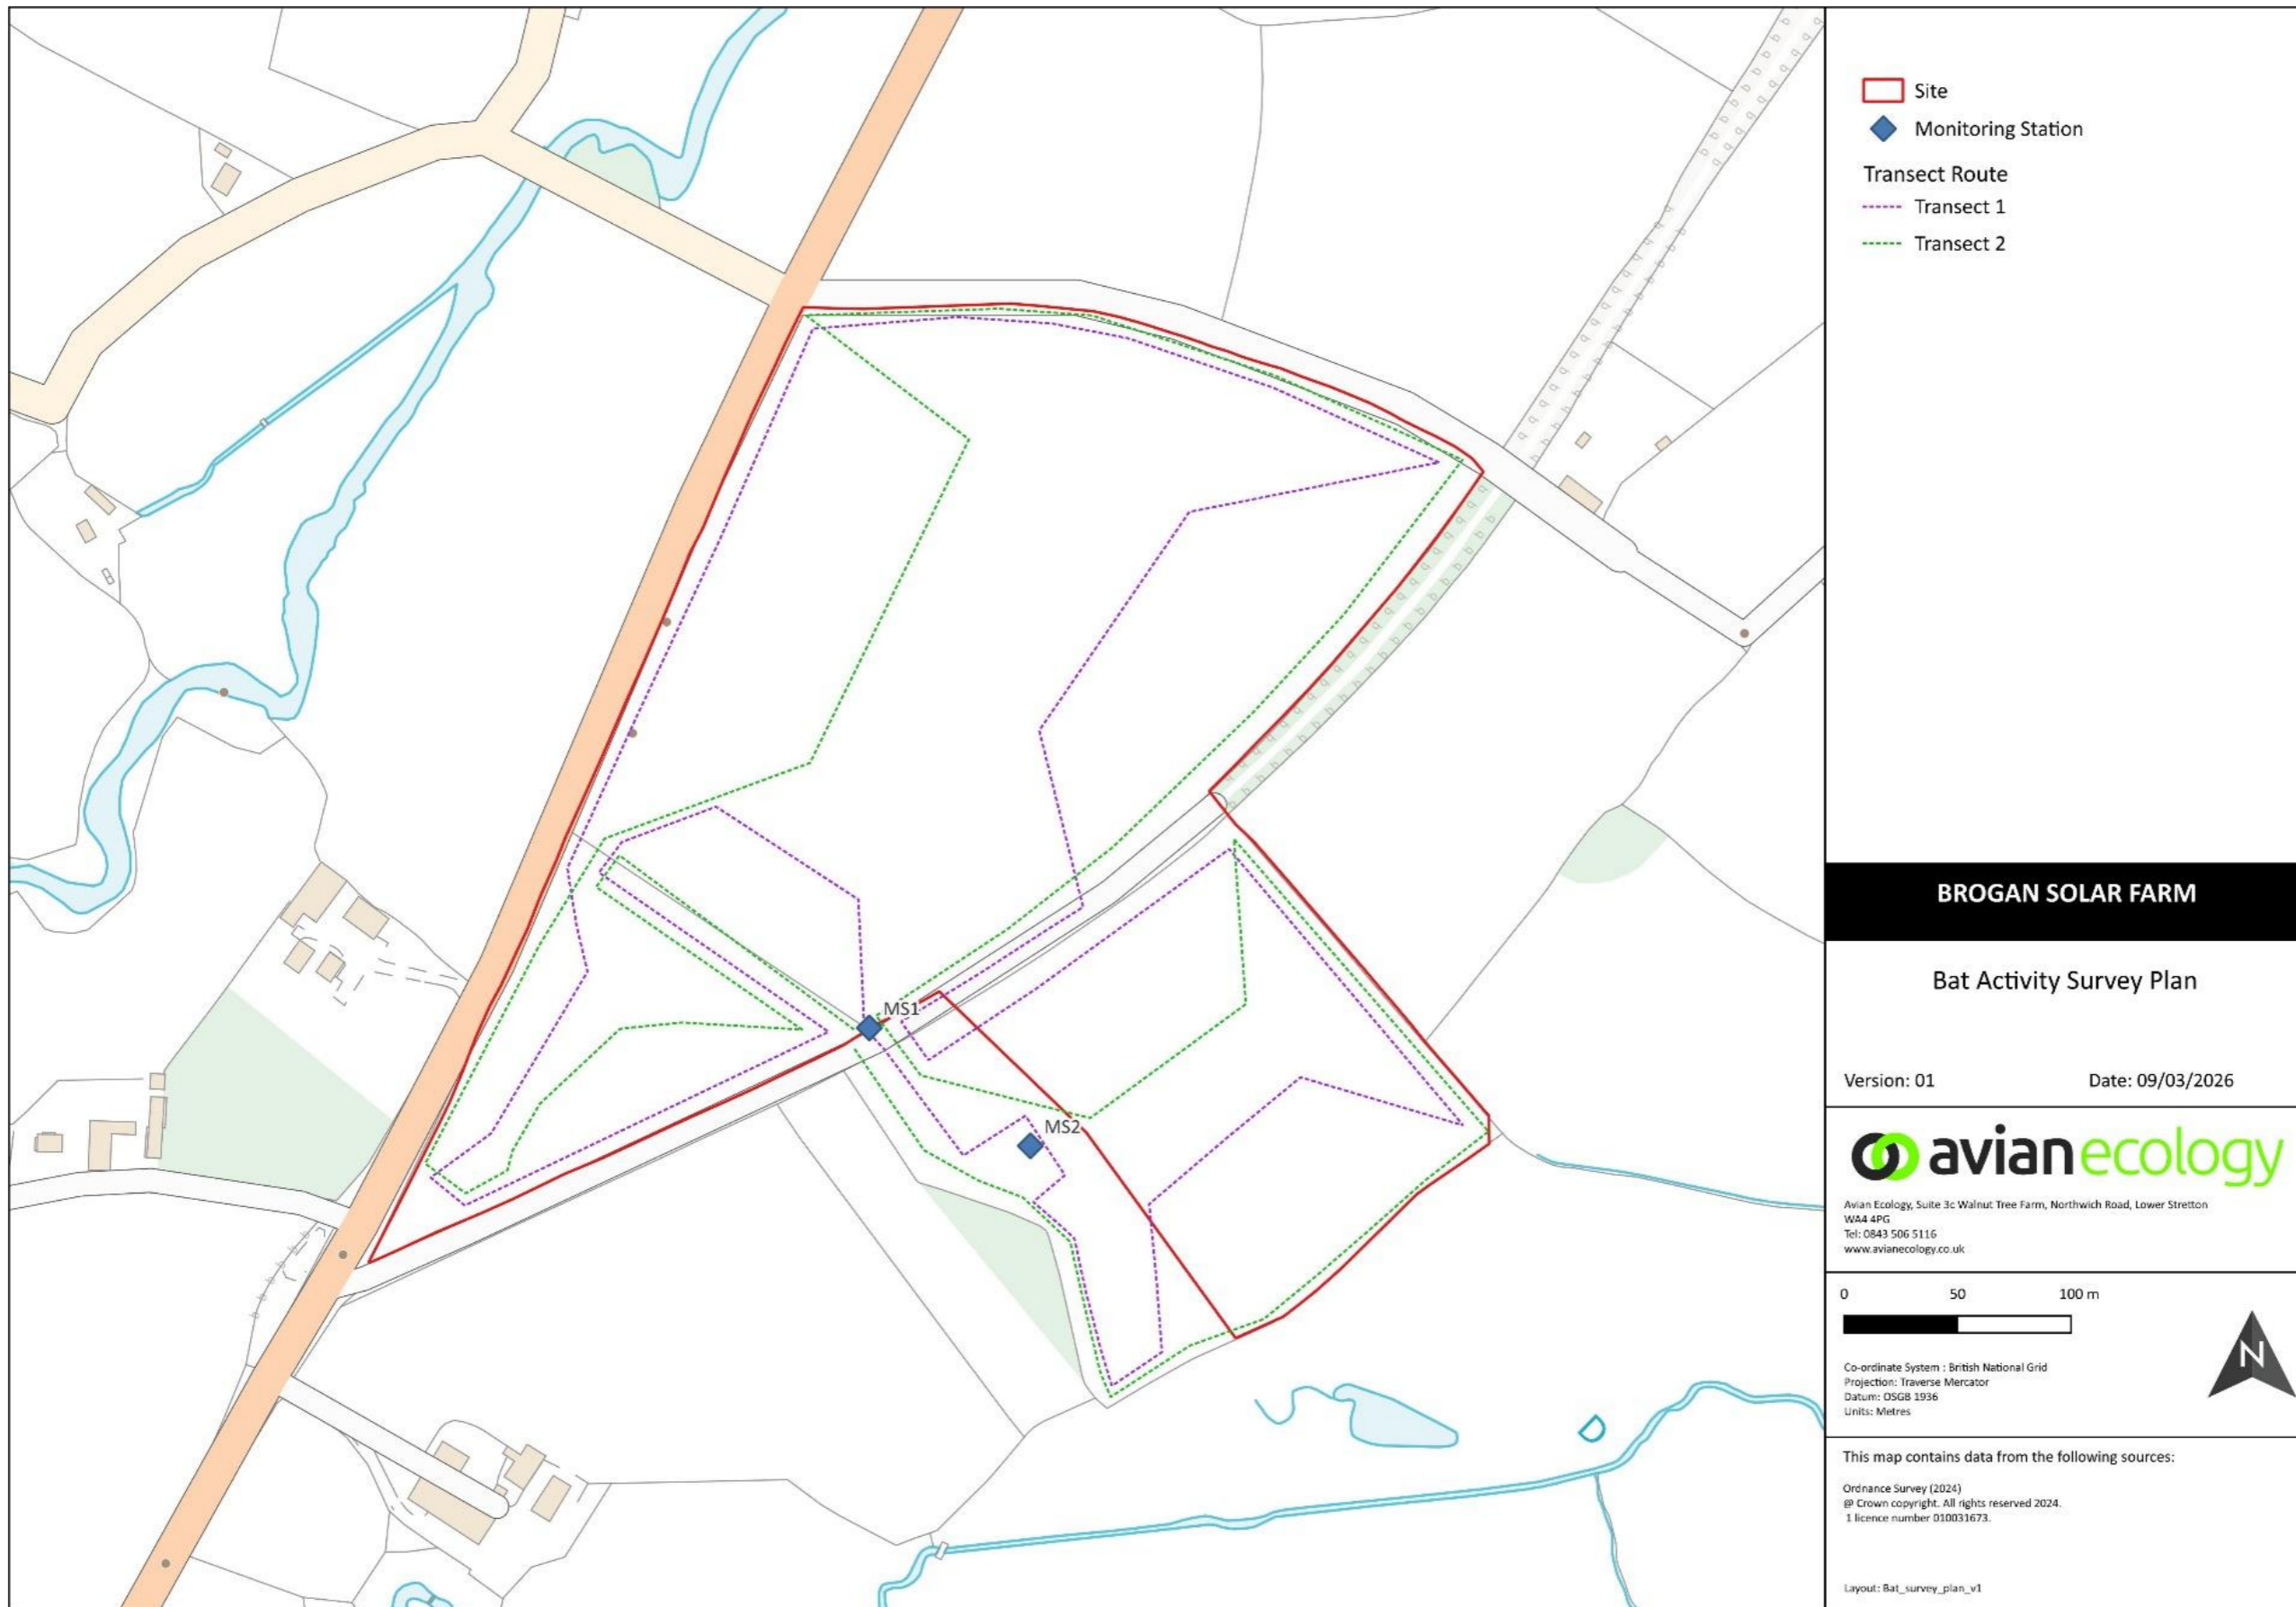 Site
Monitoring Station
Transect Route
Transect 1
Transect 2
MS1
MS2
BROGAN SOLAR FARM
Bat Activity Survey Plan
Version: 01 Date: 09/03/2026
avianecology
Avian Ecology, Suite 3c Walnut Tree Farm, Northwich Road, Lower Stretton
WA4 4PG
Tel: 0843 506 5116
www.avianecology.co.uk
0 50 100 m
N
Co-ordinate System : British National Grid
Projection: Traverse Mercator
Datum: OSGB 1936
Units: Metres
This map contains data from the following sources:
Ordnance Survey (2024)
@ Crown copyright. All rights reserved 2024.
1 licence number 010031673.
Layout: Bat_survey_plan_v1